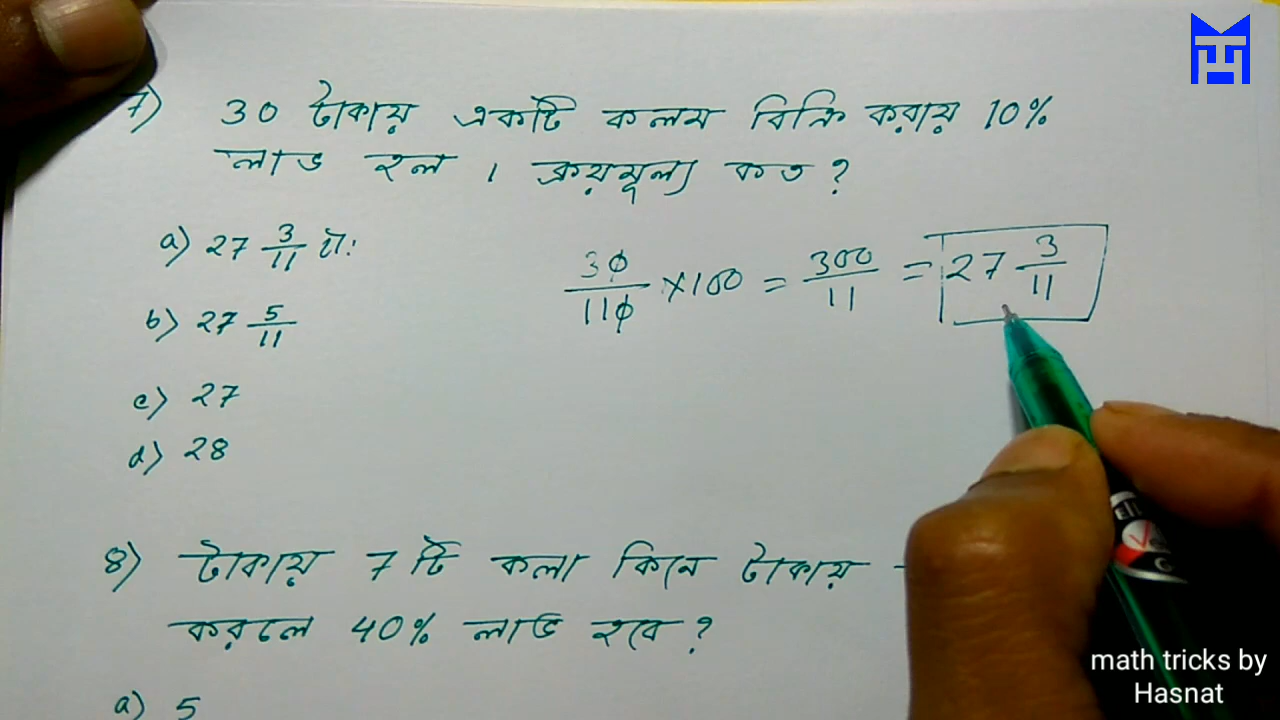 7) 30 টাকায় একটি কলম বিক্রি করায় 10%
লাভ হল । ক্রয়মূল্য কত ?
a) 27 3/11 টা:
b) 27 5/11
c) 27
d) 28
30/110 × 100 = 300/11 = 27 3/11
8) টাকায় 7 টি কলা কিনে টাকায়
করলে 40% লাভ হবে ?
a) 5
math tricks by
Hasnat